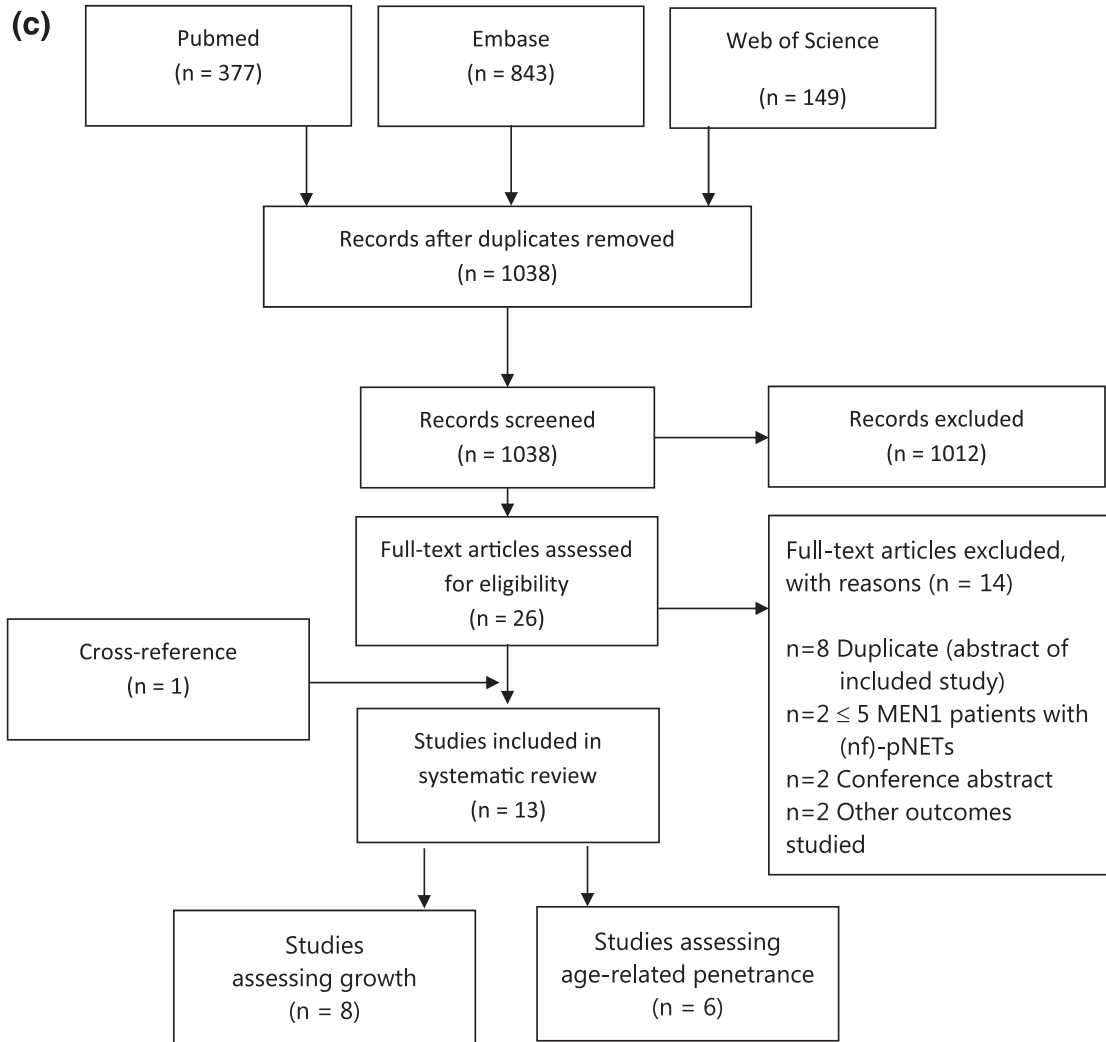 (c)
Pubmed
(n = 377)
Embase
(n = 843)
Web of Science
(n = 149)
Records after duplicates removed
(n = 1038)
Records screened
(n = 1038)
Records excluded
(n = 1012)
Full-text articles assessed
for eligibility
(n = 26)
Full-text articles excluded,
with reasons (n = 14)
n=8 Duplicate (abstract of
included study)
n=2 ≤ 5 MEN1 patients with
(nf)-pNETs
n=2 Conference abstract
n=2 Other outcomes
studied
Cross-reference
(n = 1)
Studies included in
systematic review
(n = 13)
Studies
assessing growth
(n = 8)
Studies assessing
age-related penetrance
(n = 6)